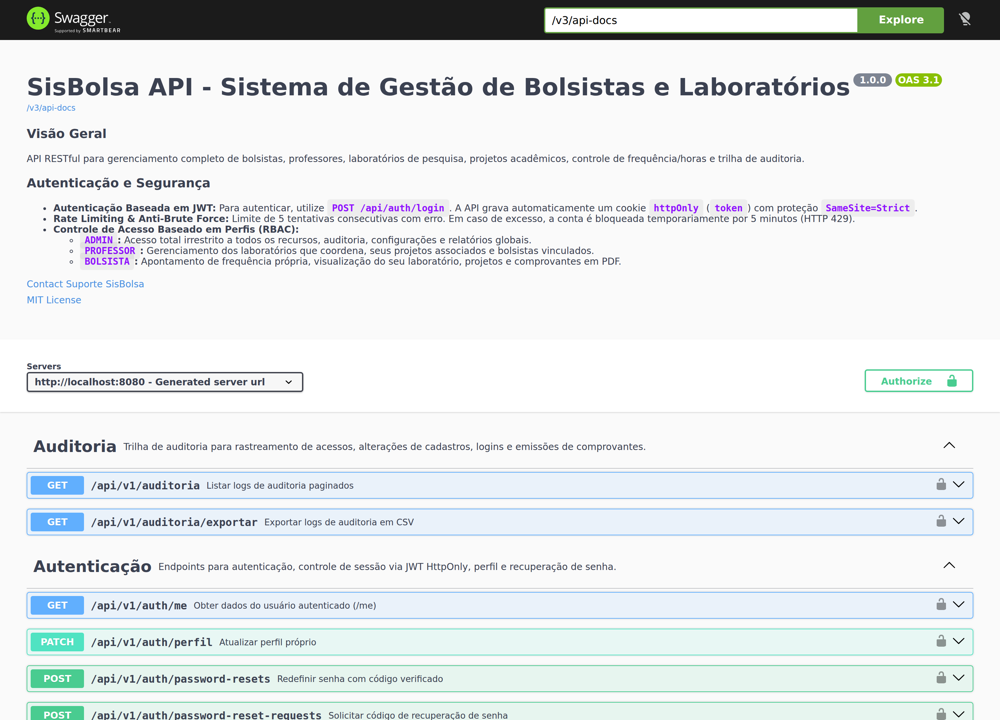 Swagger
Supported by SMARTBEAR
/v3/api-docs
Explore
SisBolsa API - Sistema de Gestão de Bolsistas e Laboratórios 1.0.0 OAS 3.1
/v3/api-docs
Visão Geral
API RESTful para gerenciamento completo de bolsistas, professores, laboratórios de pesquisa, projetos acadêmicos, controle de frequência/horas e trilha de auditoria.
Autenticação e Segurança
• Autenticação Baseada em JWT: Para autenticar, utilize POST /api/auth/login . A API grava automaticamente um cookie httpOnly ( token ) com proteção SameSite=Strict .
• Rate Limiting & Anti-Brute Force: Limite de 5 tentativas consecutivas com erro. Em caso de excesso, a conta é bloqueada temporariamente por 5 minutos (HTTP 429).
• Controle de Acesso Baseado em Perfis (RBAC):
◦ ADMIN : Acesso total irrestrito a todos os recursos, auditoria, configurações e relatórios globais.
◦ PROFESSOR : Gerenciamento dos laboratórios que coordena, seus projetos associados e bolsistas vinculados.
◦ BOLSISTA : Apontamento de frequência própria, visualização do seu laboratório, projetos e comprovantes em PDF.
Contact Suporte SisBolsa
MIT License
Servers
http://localhost:8080 - Generated server url
Authorize
Auditoria Trilha de auditoria para rastreamento de acessos, alterações de cadastros, logins e emissões de comprovantes.
GET /api/v1/auditoria Listar logs de auditoria paginados
GET /api/v1/auditoria/exportar Exportar logs de auditoria em CSV
Autenticação Endpoints para autenticação, controle de sessão via JWT HttpOnly, perfil e recuperação de senha.
GET /api/v1/auth/me Obter dados do usuário autenticado (/me)
PATCH /api/v1/auth/perfil Atualizar perfil próprio
POST /api/v1/auth/password-resets Redefinir senha com código verificado
POST /api/v1/auth/password-reset-requests Solicitar código de recuperação de senha